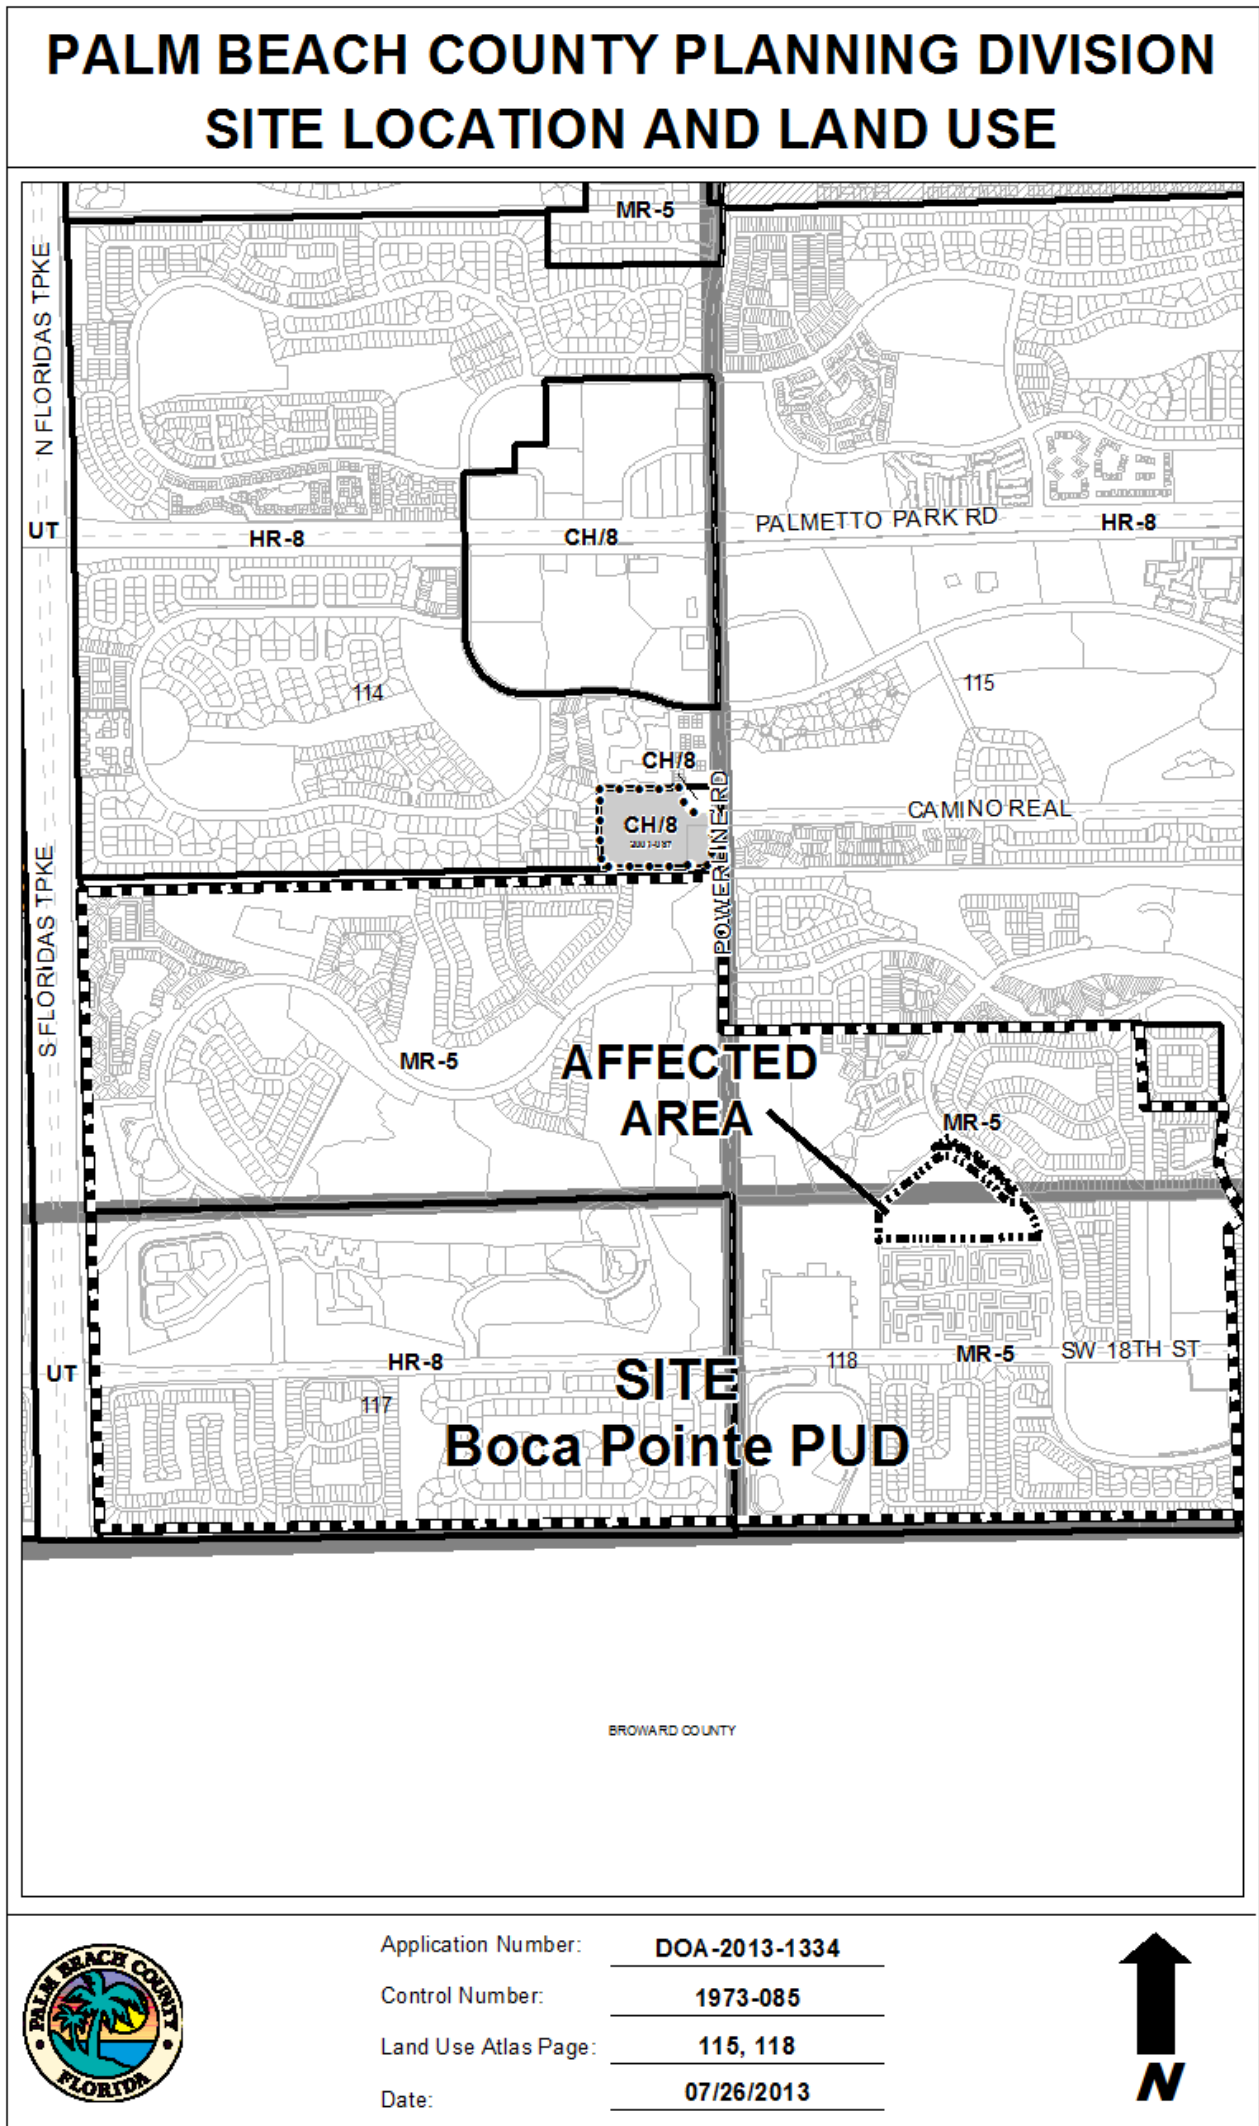 PALM BEACH COUNTY PLANNING DIVISION
SITE LOCATION AND LAND USE
MR-5
N FLORIDAS TPKE
UT
HR-8
CH/8
PALMETTO PARK RD
HR-8
114
115
CH/8
CH/8
POWERLINE RD
CAMINO REAL
S FLORIDAS TPKE
MR-5
AFFECTED
AREA
MR-5
UT
HR-8
117
SITE
Boca Pointe PUD
118
MR-5
SW 18TH ST
BROWARD COUNTY
PALM BEACH COUNTY
FLORIDA
Application Number: DOA-2013-1334
Control Number: 1973-085
Land Use Atlas Page: 115, 118
Date: 07/26/2013
N